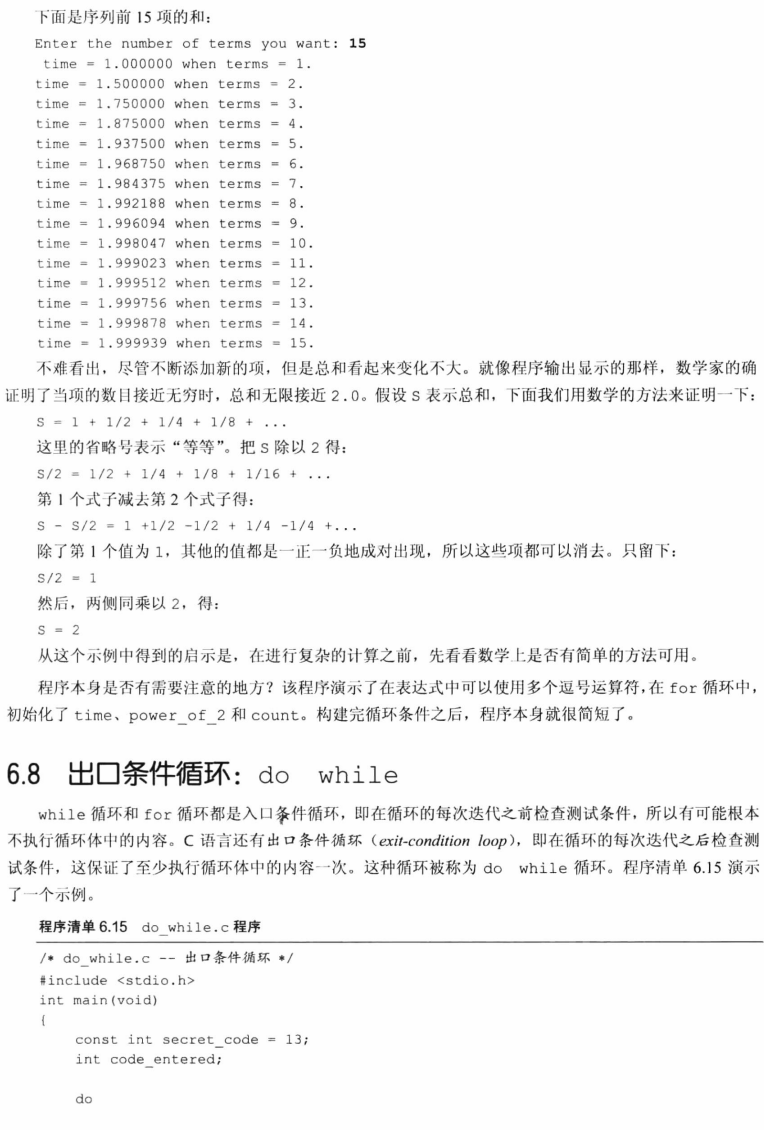 下面是序列前 15 项的和：
Enter the number of terms you want: 15
time = 1.000000 when terms = 1.
time = 1.500000 when terms = 2.
time = 1.750000 when terms = 3.
time = 1.875000 when terms = 4.
time = 1.937500 when terms = 5.
time = 1.968750 when terms = 6.
time = 1.984375 when terms = 7.
time = 1.992188 when terms = 8.
time = 1.996094 when terms = 9.
time = 1.998047 when terms = 10.
time = 1.999023 when terms = 11.
time = 1.999512 when terms = 12.
time = 1.999756 when terms = 13.
time = 1.999878 when terms = 14.
time = 1.999939 when terms = 15.
不难看出，尽管不断添加新的项，但是总和看起来变化不大。就像程序输出显示的那样，数学家的确
证明了当项的数目接近无穷时，总和无限接近 2.0。假设 S 表示总和，下面我们用数学的方法来证明一下：
S = 1 + 1/2 + 1/4 + 1/8 + ...
这里的省略号表示“等等”。把 S 除以 2 得：
S/2 = 1/2 + 1/4 + 1/8 + 1/16 + ...
第 1 个式子减去第 2 个式子得：
S - S/2 = 1 +1/2 -1/2 + 1/4 -1/4 +...
除了第 1 个值为 1，其他的值都是一正一负地成对出现，所以这些项都可以消去。只留下：
S/2 = 1
然后，两侧同乘以 2，得：
S = 2
从这个示例中得到的启示是，在进行复杂的计算之前，先看看数学上是否有简单的方法可用。
程序本身是否有需要注意的地方？该程序演示了在表达式中可以使用多个逗号运算符，在 for 循环中，
初始化了 time、power_of_2 和 count。构建完循环条件之后，程序本身就很简短了。
6.8 出口条件循环：do while
while 循环和 for 循环都是入口条件循环，即在循环的每次迭代之前检查测试条件，所以有可能根本
不执行循环体中的内容。C 语言还有出口条件循环（exit-condition loop），即在循环的每次迭代之后检查测
试条件，这保证了至少执行循环体中的内容一次。这种循环被称为 do while 循环。程序清单 6.15 演示
了一个示例。
程序清单 6.15 do_while.c 程序
/* do_while.c -- 出口条件循环 */
#include <stdio.h>
int main(void)
{
const int secret_code = 13;
int code_entered;
do